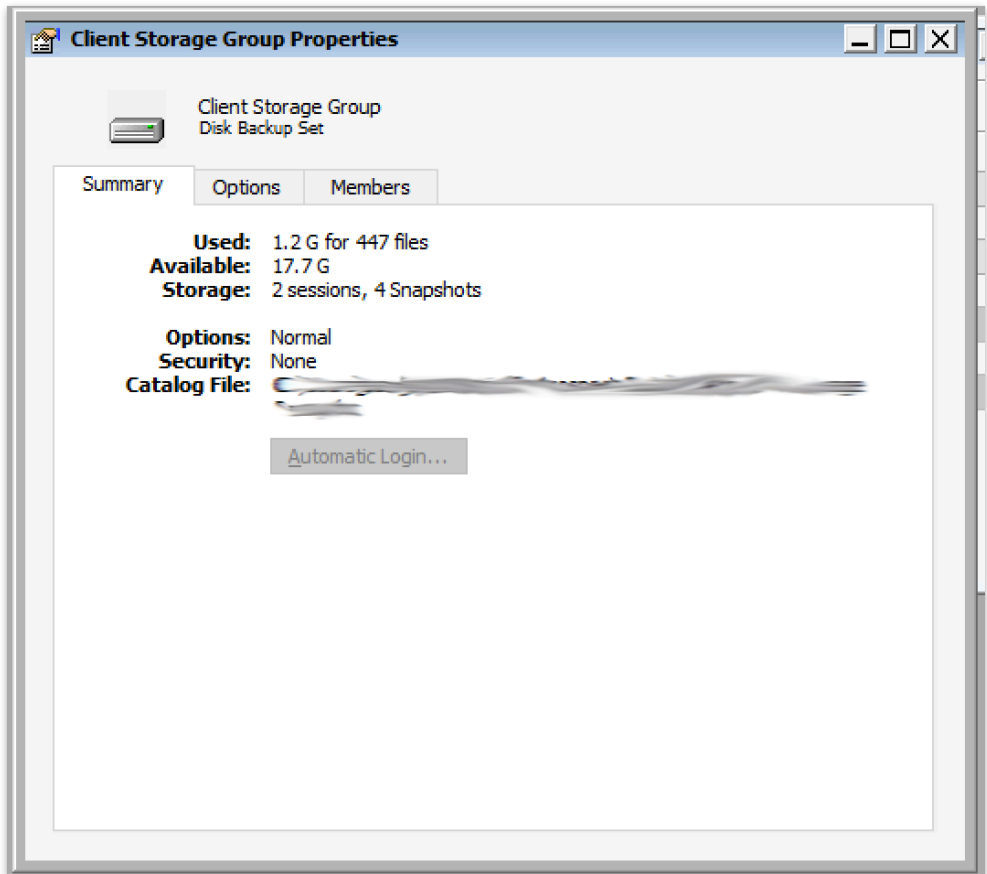 Client Storage Group Properties
Client Storage Group
Disk Backup Set
Summary Options Members
Used: 1.2 G for 447 files
Available: 17.7 G
Storage: 2 sessions, 4 Snapshots
Options: Normal
Security: None
Catalog File:
Automatic Login...